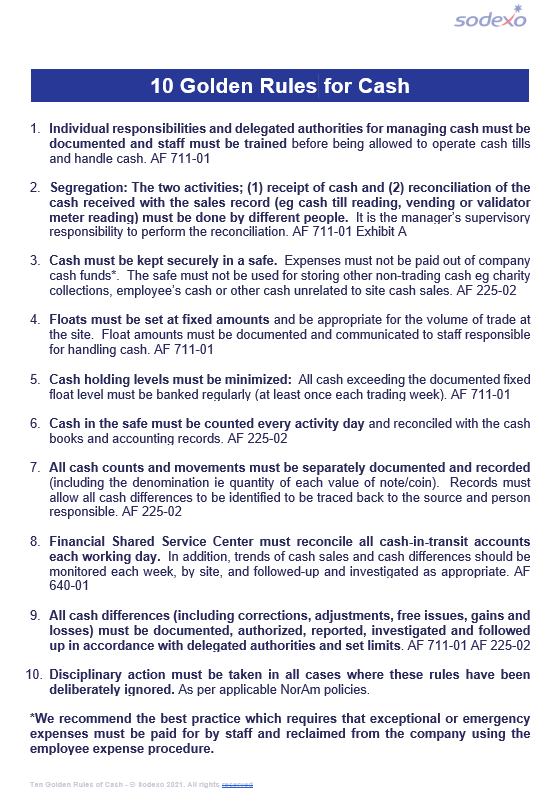 sodexo
10 Golden Rules for Cash
1. Individual responsibilities and delegated authorities for managing cash must be
documented and staff must be trained before being allowed to operate cash tills
and handle cash. AF 711-01
2. Segregation: The two activities; (1) receipt of cash and (2) reconciliation of the
cash received with the sales record (eg cash till reading, vending or validator
meter reading) must be done by different people. It is the manager's supervisory
responsibility to perform the reconciliation. AF 711-01 Exhibit A
3. Cash must be kept securely in a safe. Expenses must not be paid out of company
cash funds*. The safe must not be used for storing other non-trading cash eg charity
collections, employee's cash or other cash unrelated to site cash sales. AF 225-02
4. Floats must be set at fixed amounts and be appropriate for the volume of trade at
the site. Float amounts must be documented and communicated to staff responsible
for handling cash. AF 711-01
5. Cash holding levels must be minimized: All cash exceeding the documented fixed
float level must be banked regularly (at least once each trading week). AF 711-01
6. Cash in the safe must be counted every activity day and reconciled with the cash
books and accounting records. AF 225-02
7. All cash counts and movements must be separately documented and recorded
(including the denomination ie quantity of each value of note/coin). Records must
allow all cash differences to be identified to be traced back to the source and person
responsible. AF 225-02
8. Financial Shared Service Center must reconcile all cash-in-transit accounts
each working day. In addition, trends of cash sales and cash differences should be
monitored each week, by site, and followed-up and investigated as appropriate. AF
640-01
9. All cash differences (including corrections, adjustments, free issues, gains and
losses) must be documented, authorized, reported, investigated and followed
up in accordance with delegated authorities and set limits. AF 711-01 AF 225-02
10. Disciplinary action must be taken in all cases where these rules have been
deliberately ignored. As per applicable NorAm policies.
*We recommend the best practice which requires that exceptional or emergency
expenses must be paid for by staff and reclaimed from the company using the
employee expense procedure.
Ten Golden Rules of Cash - © Sodexo 2021. All rights reserved